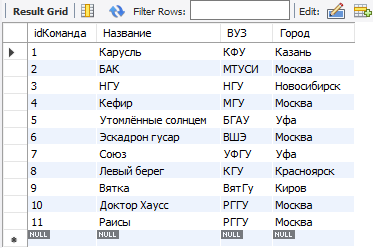 Result Grid Filter Rows: Edit:
idКоманда Название ВУЗ Город
1 Карусль КФУ Казань
2 БАК МТУСИ Москва
3 НГУ НГУ Новосибирск
4 Кефир МГУ Москва
5 Утомлённые солнцем БГАУ Уфа
6 Эскадрон гусар ВШЭ Москва
7 Союз УФГУ Уфа
8 Левый берег КГУ Красноярск
9 Вятка ВятГу Киров
10 Доктор Хаусс РГГУ Москва
11 Раисы РГГУ Москва
NULL NULL NULL NULL